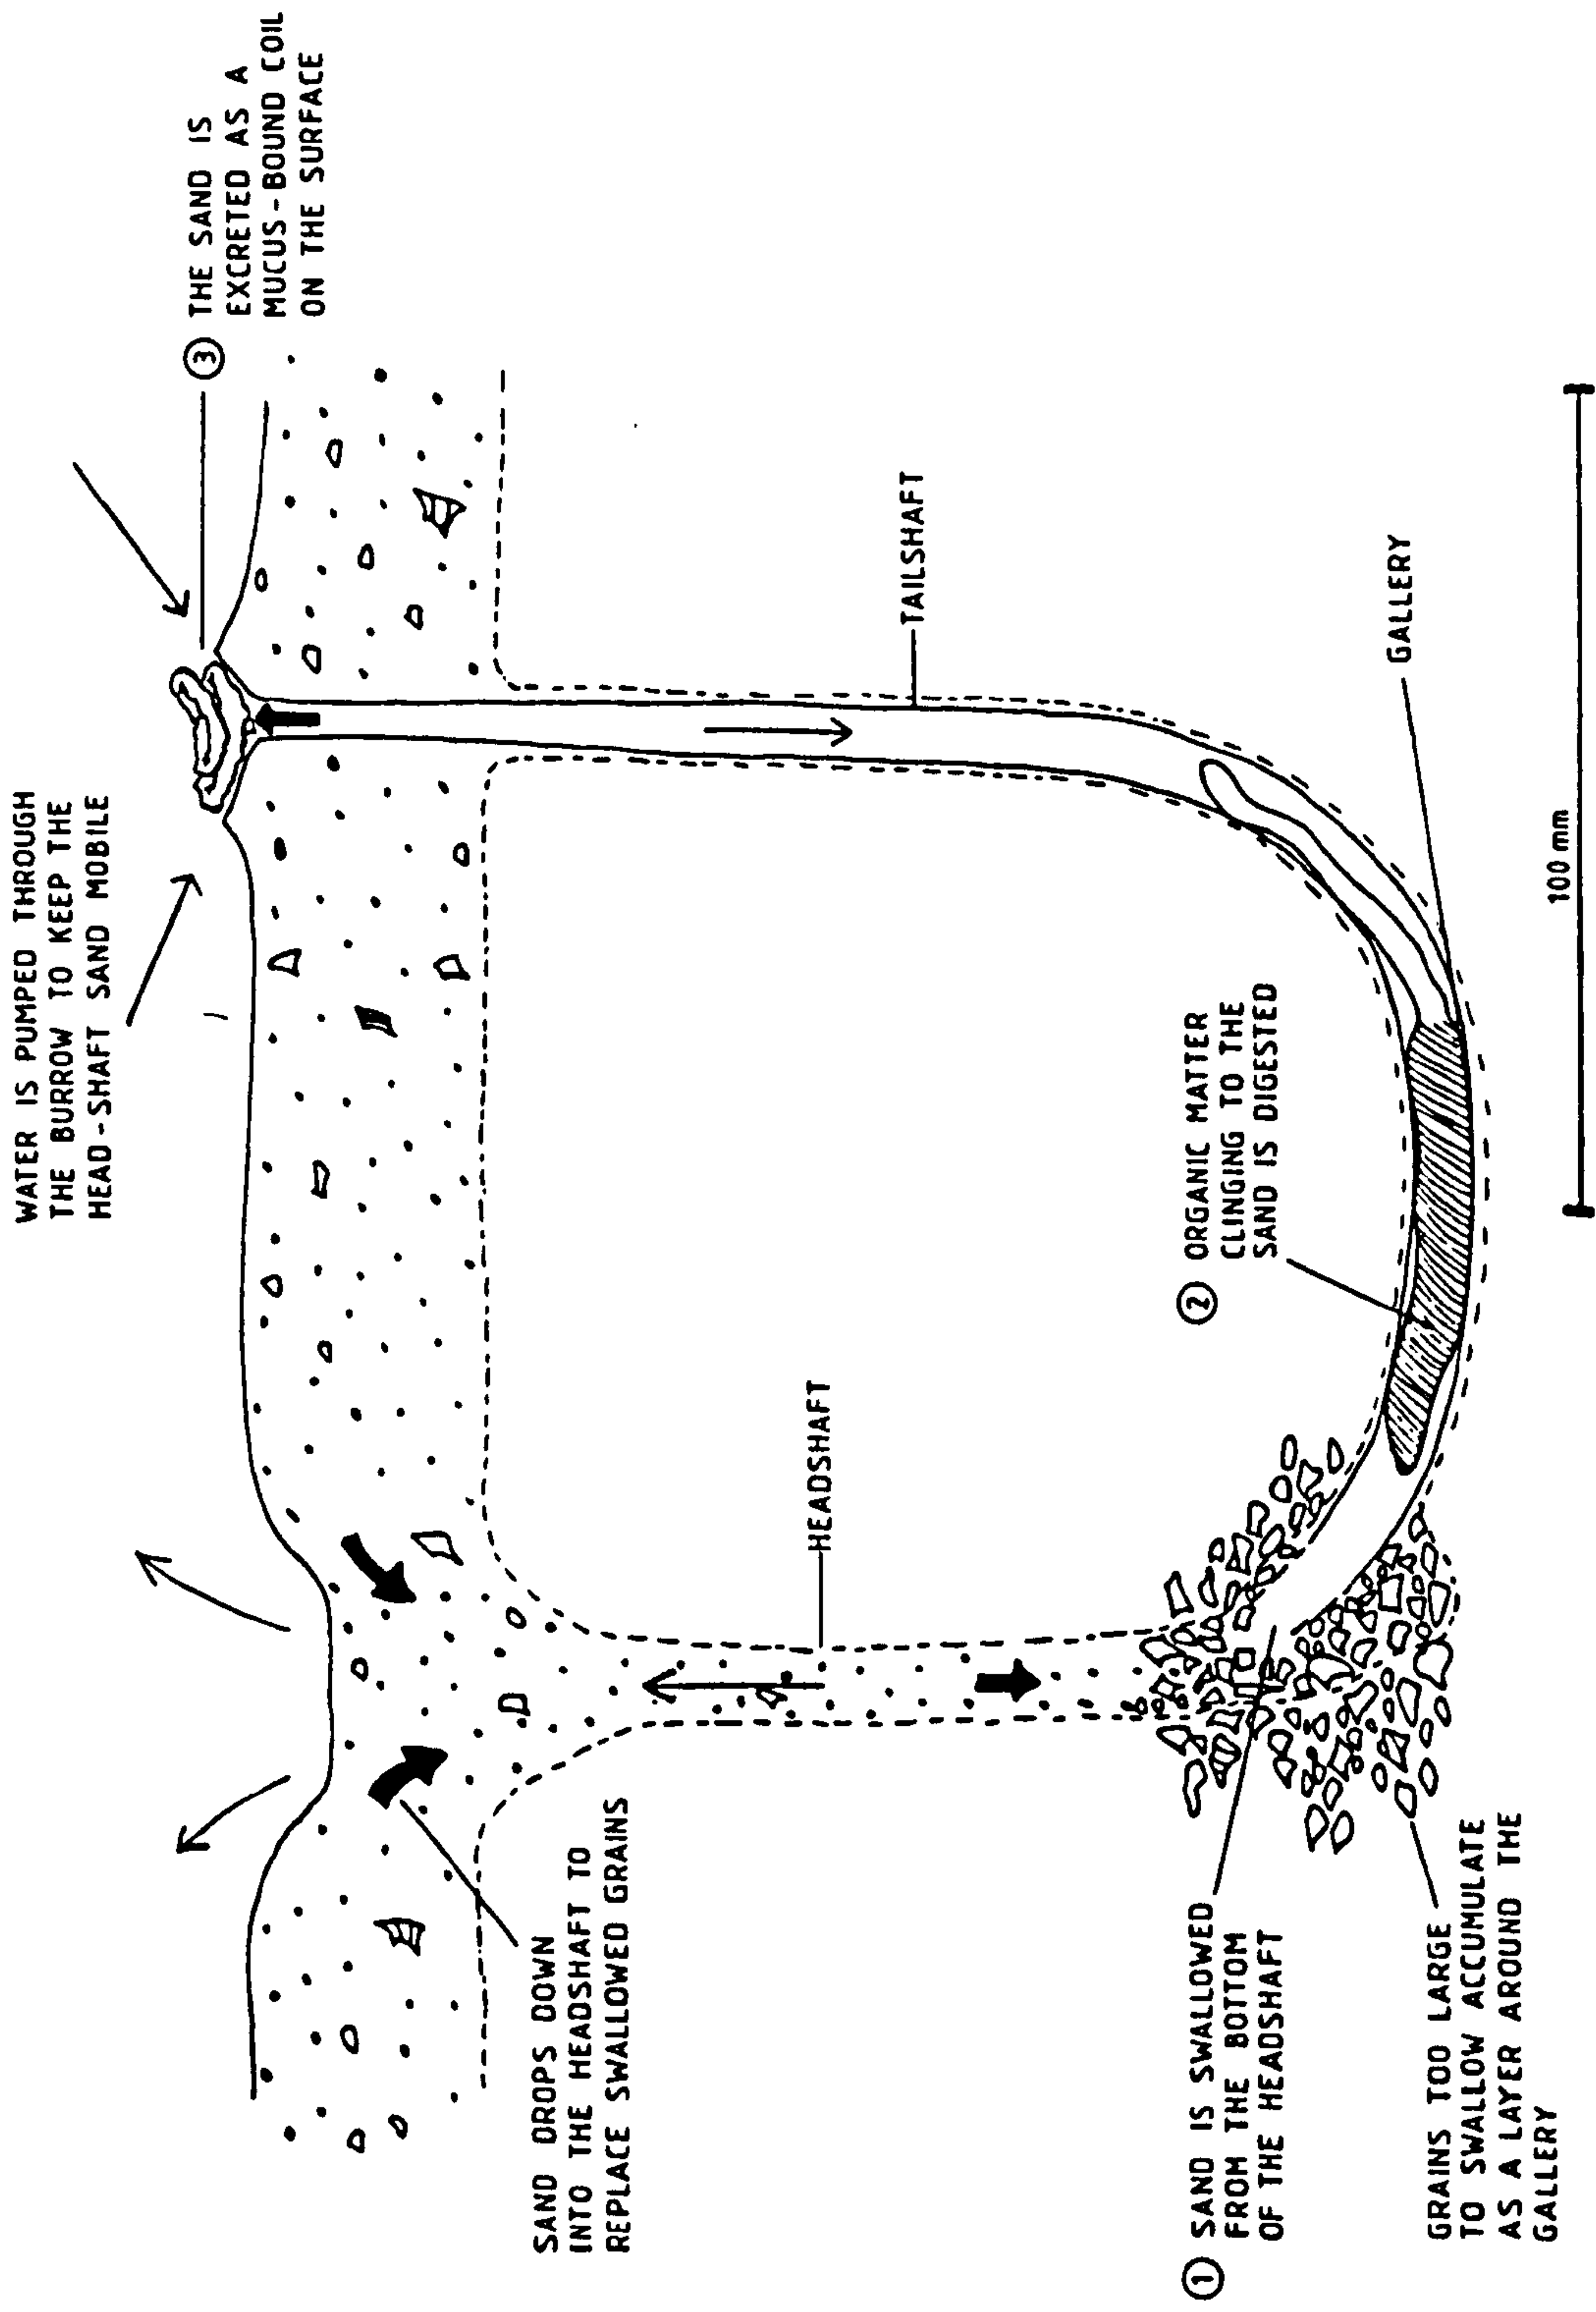 WATER IS PUMPED THROUGH
THE BURROW TO KEEP THE
HEAD-SHAFT SAND MOBILE
③ THE SAND IS
EXCRETED AS A
MUCUS-BOUND COIL
ON THE SURFACE
SAND DROPS DOWN
INTO THE HEADSHAFT TO
REPLACE SWALLOWED GRAINS
HEADSHAFT
TAILSHAFT
① SAND IS SWALLOWED
FROM THE BOTTOM
OF THE HEADSHAFT
② ORGANIC MATTER
CLINGING TO THE
SAND IS DIGESTED
GALLERY
GRAINS TOO LARGE
TO SWALLOW ACCUMULATE
AS A LAYER AROUND THE
GALLERY
100 mm